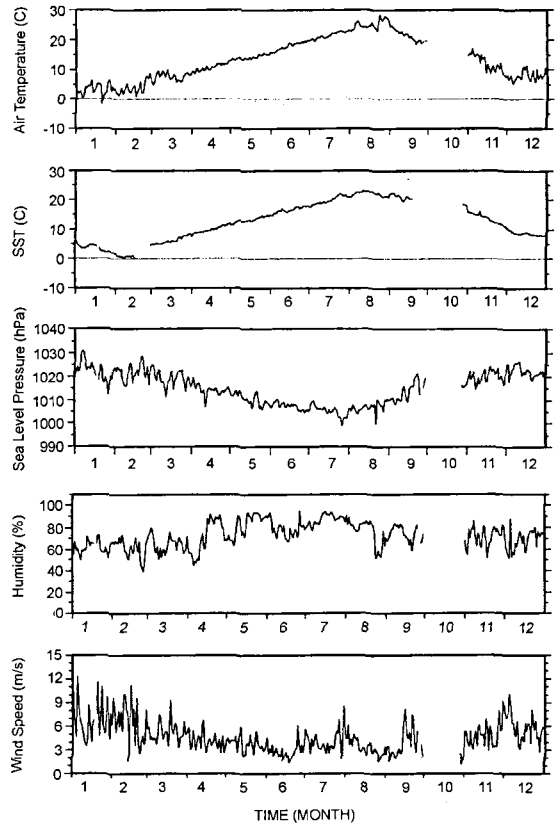 Air Temperature (C)
30
20
10
0
-10
1 2 3 4 5 6 7 8 9 10 11 12
SST (C)
30
20
10
0
-10
1 2 3 4 5 6 7 8 9 10 11 12
Sea Level Pressure (hPa)
1040
1030
1020
1010
1000
990
1 2 3 4 5 6 7 8 9 10 11 12
Humidity (%)
100
80
60
40
20
0
1 2 3 4 5 6 7 8 9 10 11 12
Wind Speed (m/s)
15
12
9
6
3
0
1 2 3 4 5 6 7 8 9 10 11 12
TIME (MONTH)